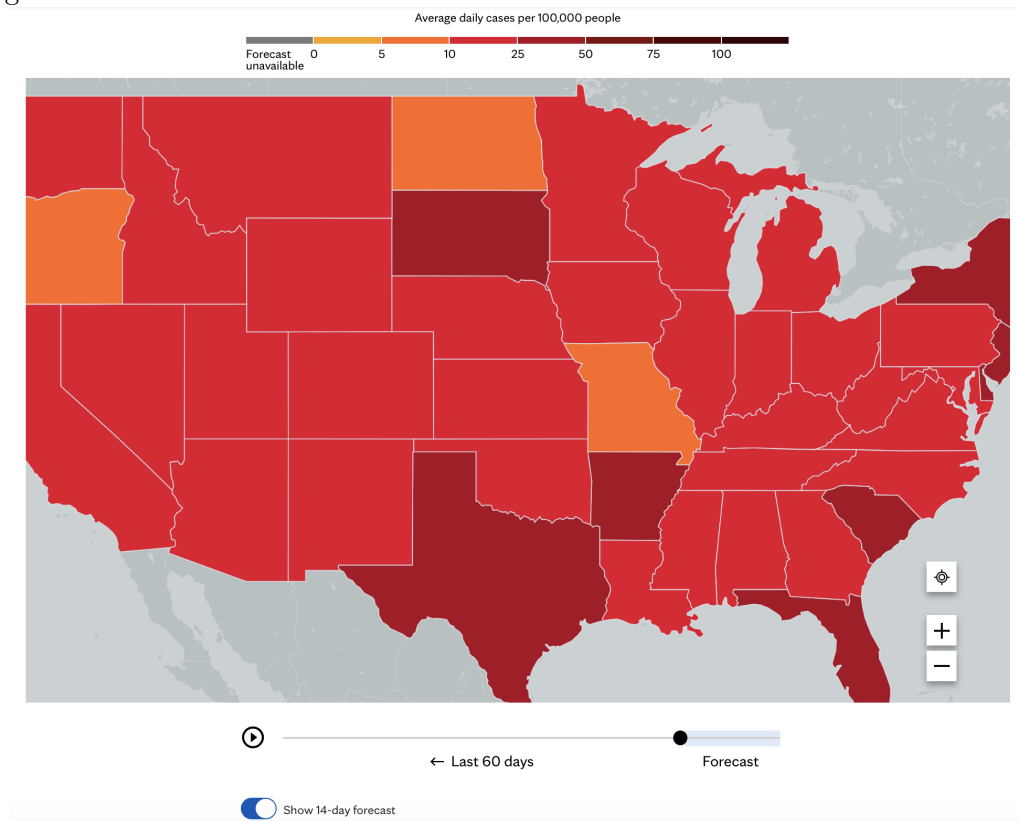 Average daily cases per 100,000 people
Forecast unavailable 0 5 10 25 50 75 100
← Last 60 days Forecast
Show 14-day forecast